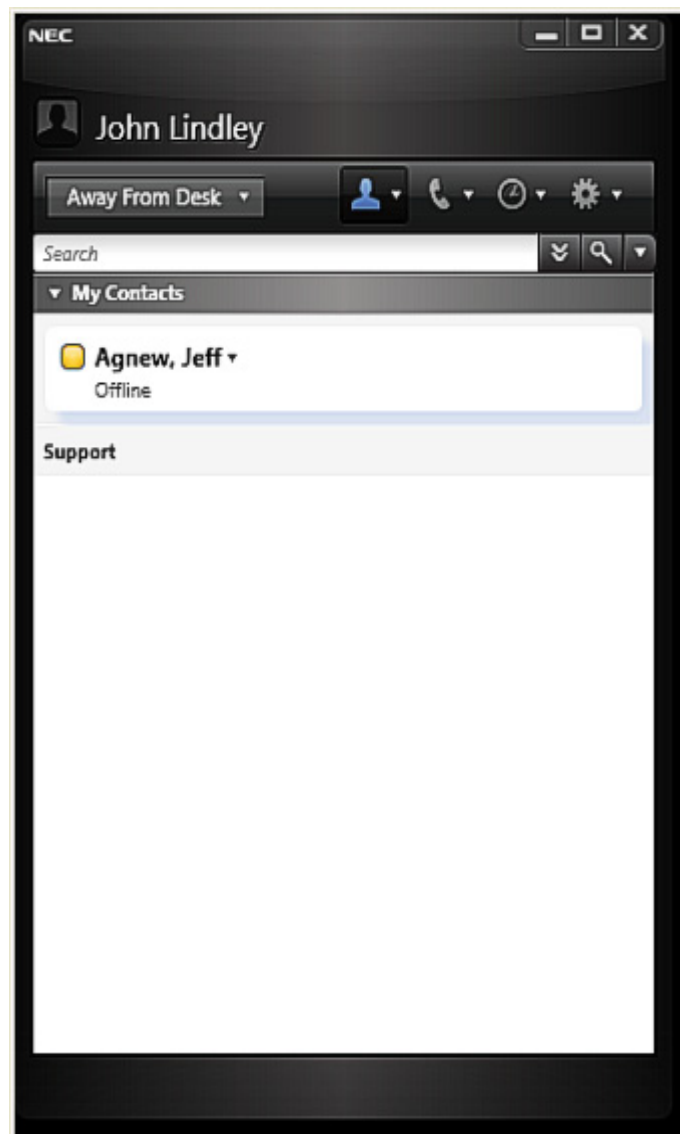 NEC
John Lindley
Away From Desk
Search
My Contacts
Agnew, Jeff
Offline
Support